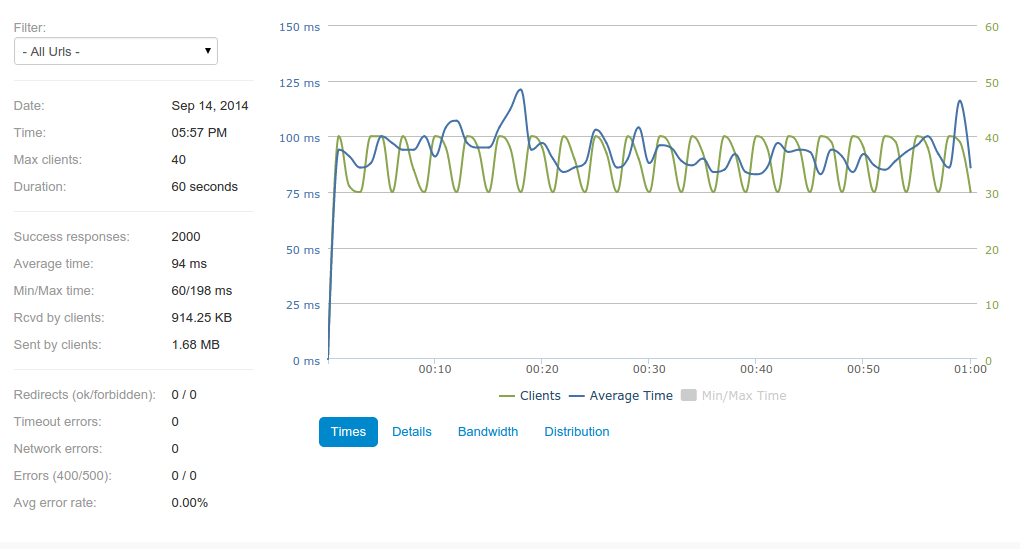 Filter:
- All Urls -
Date: Sep 14, 2014
Time: 05:57 PM
Max clients: 40
Duration: 60 seconds
Success responses: 2000
Average time: 94 ms
Min/Max time: 60/198 ms
Rcvd by clients: 914.25 KB
Sent by clients: 1.68 MB
Redirects (ok/forbidden): 0 / 0
Timeout errors: 0
Network errors: 0
Errors (400/500): 0 / 0
Avg error rate: 0.00%
150 ms 60
125 ms 50
100 ms 40
75 ms 30
50 ms 20
25 ms 10
0 ms 0
00:10 00:20 00:30 00:40 00:50 01:00
Clients Average Time Min/Max Time
Times Details Bandwidth Distribution